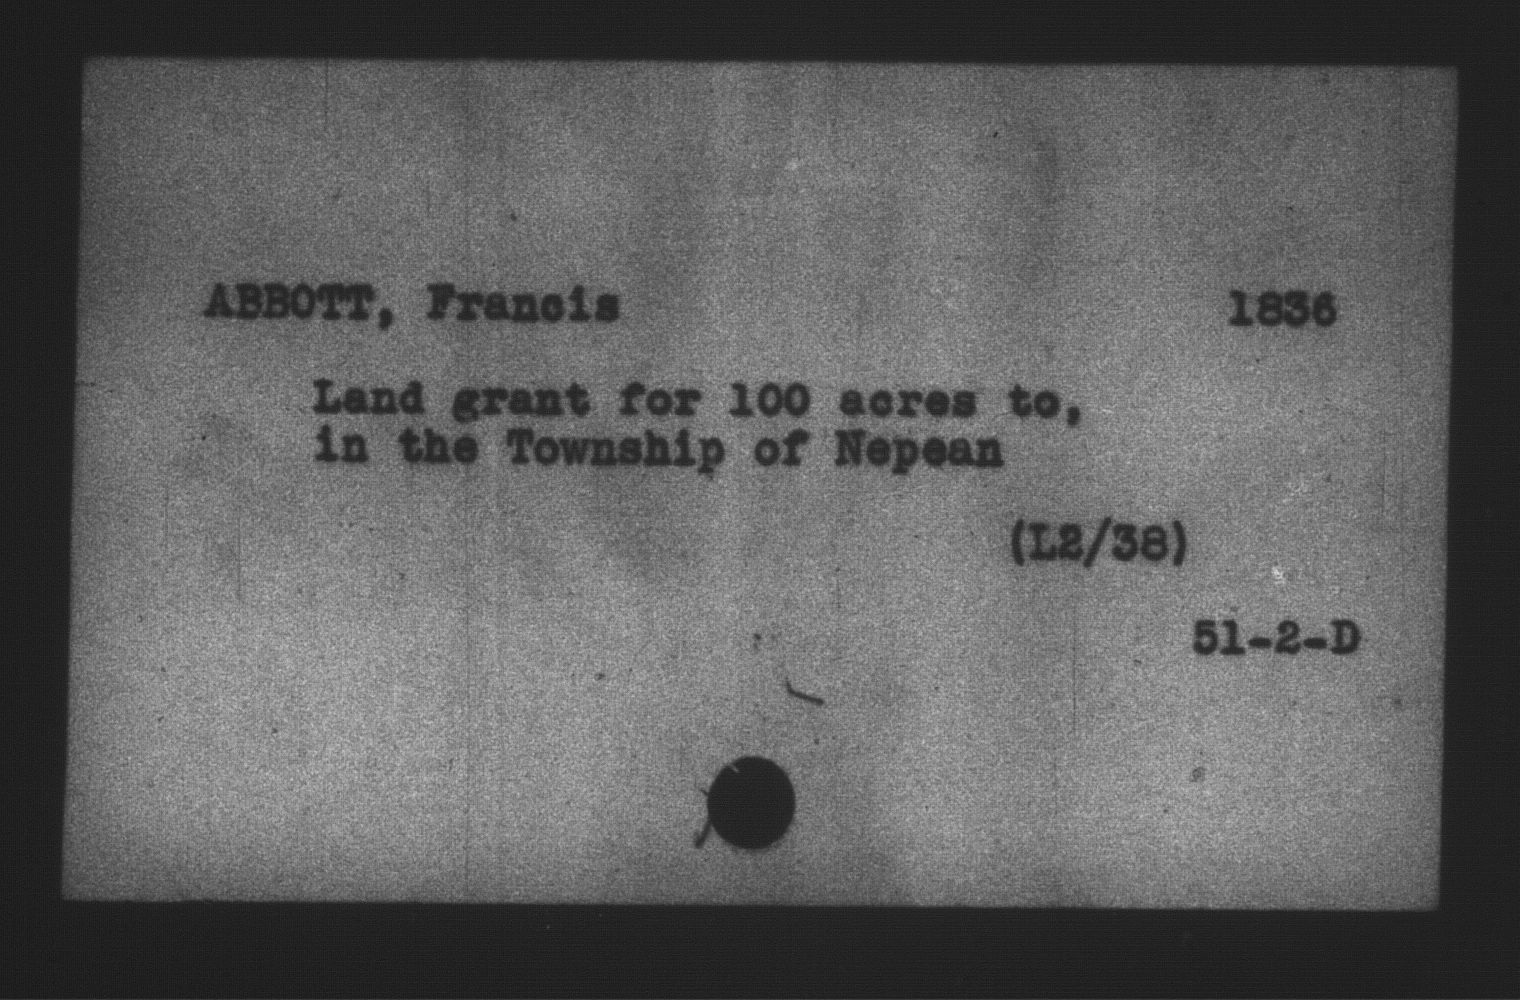 ABBOTT, Francis 1836
Land grant for 100 acres to,
in the Township of Nepean
(L2/38)
51-2-D